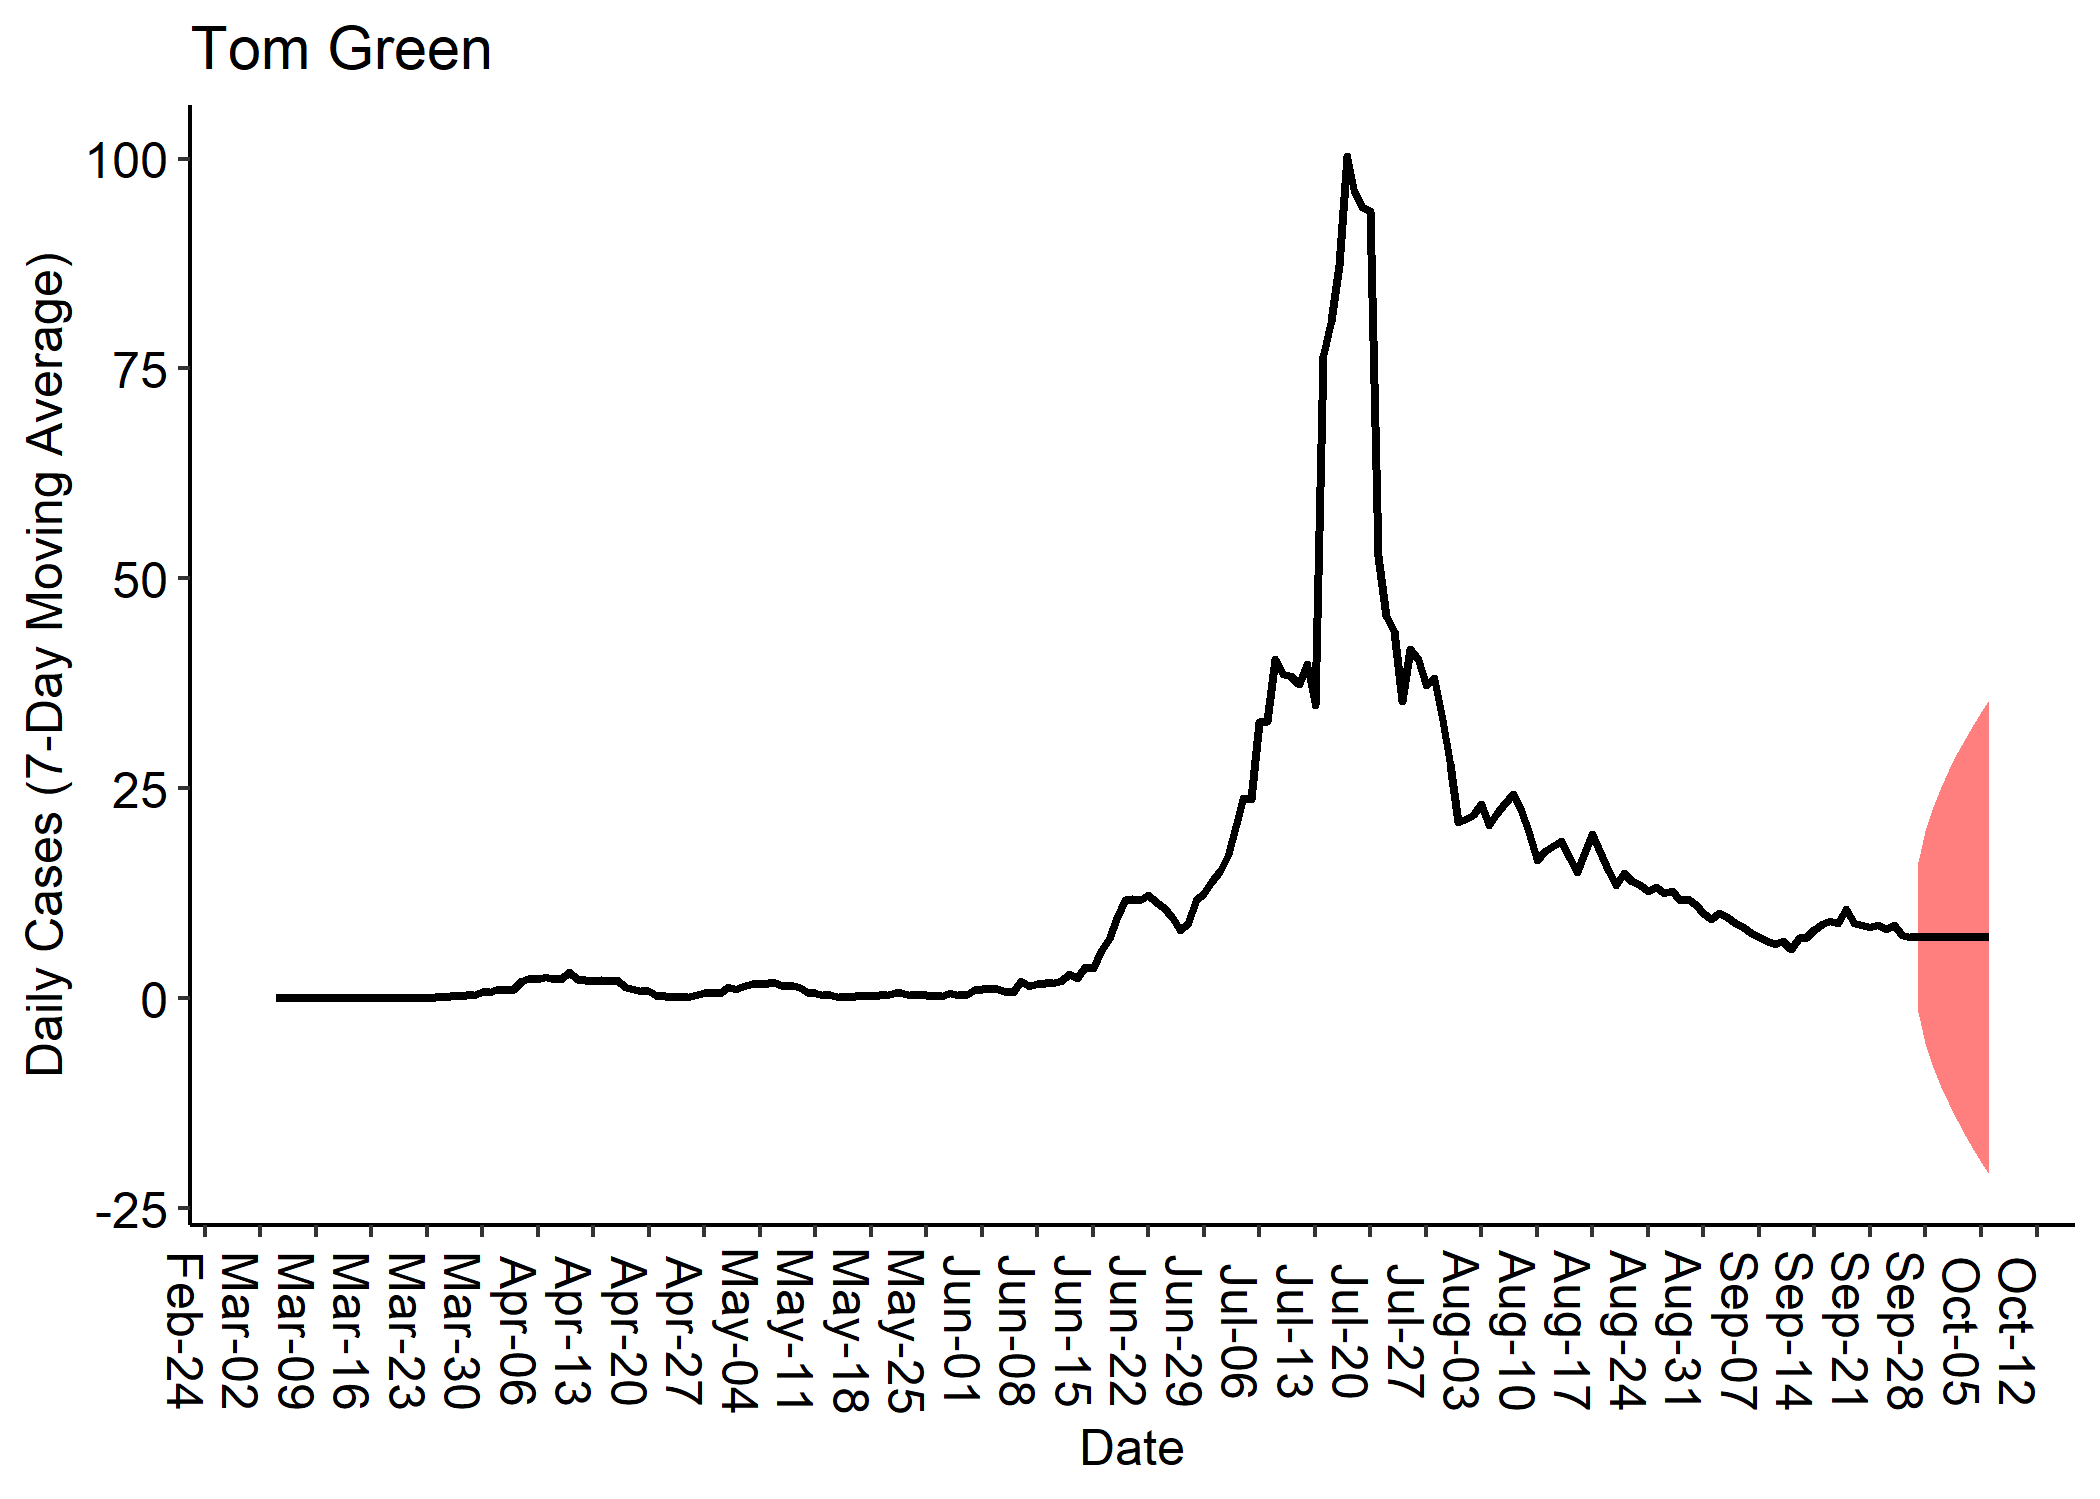 Tom Green
Daily Cases (7-Day Moving Average)
100
75
50
25
0
-25
Feb-24
Mar-02
Mar-09
Mar-16
Mar-23
Mar-30
Apr-06
Apr-13
Apr-20
Apr-27
May-04
May-11
May-18
May-25
Jun-01
Jun-08
Jun-15
Jun-22
Jun-29
Jul-06
Jul-13
Jul-20
Jul-27
Aug-03
Aug-10
Aug-17
Aug-24
Aug-31
Sep-07
Sep-14
Sep-21
Sep-28
Oct-05
Oct-12
Date